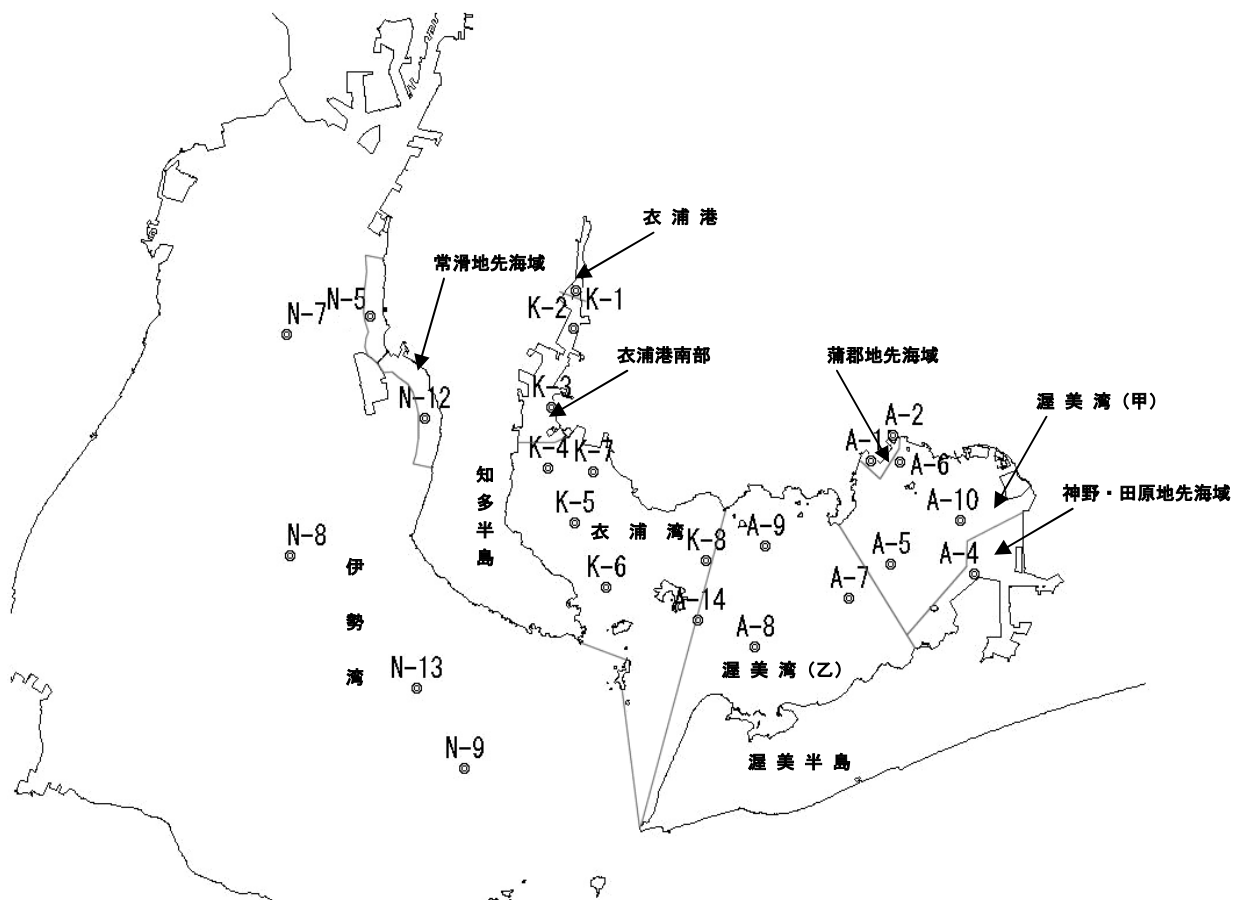 衣 浦 港
常滑地先海域
N-5
N-7
K-1
K-2
衣浦港南部
蒲郡地先海域
渥 美 湾（甲）
K-3
N-12
A-2
A-1
A-6
K-4
K-7
知多半島
神野・田原地先海域
A-10
K-5
衣 浦 湾
A-9
N-8
K-8
A-5
A-4
伊勢湾
K-6
A-7
A-14
A-8
N-13
渥 美 湾（乙）
N-9
渥 美 半 島